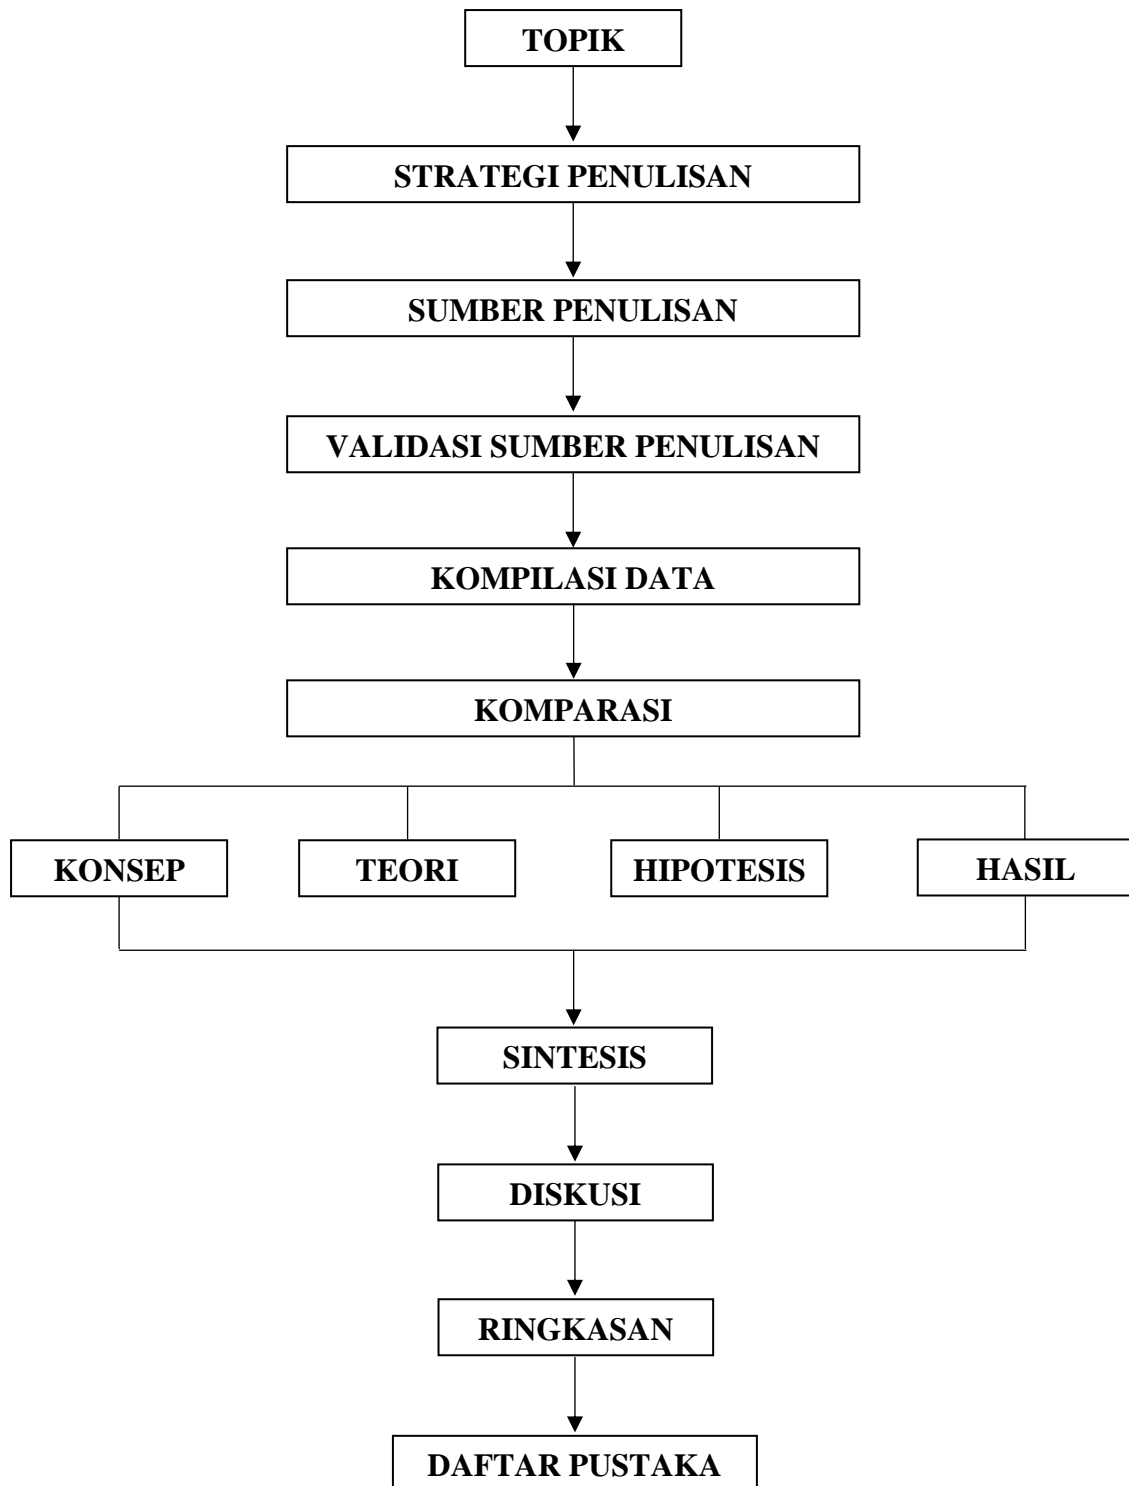 TOPIK
STRATEGI PENULISAN
SUMBER PENULISAN
VALIDASI SUMBER PENULISAN
KOMPILASI DATA
KOMPARASI
KONSEP
TEORI
HIPOTESIS
HASIL
SINTESIS
DISKUSI
RINGKASAN
DAFTAR PUSTAKA